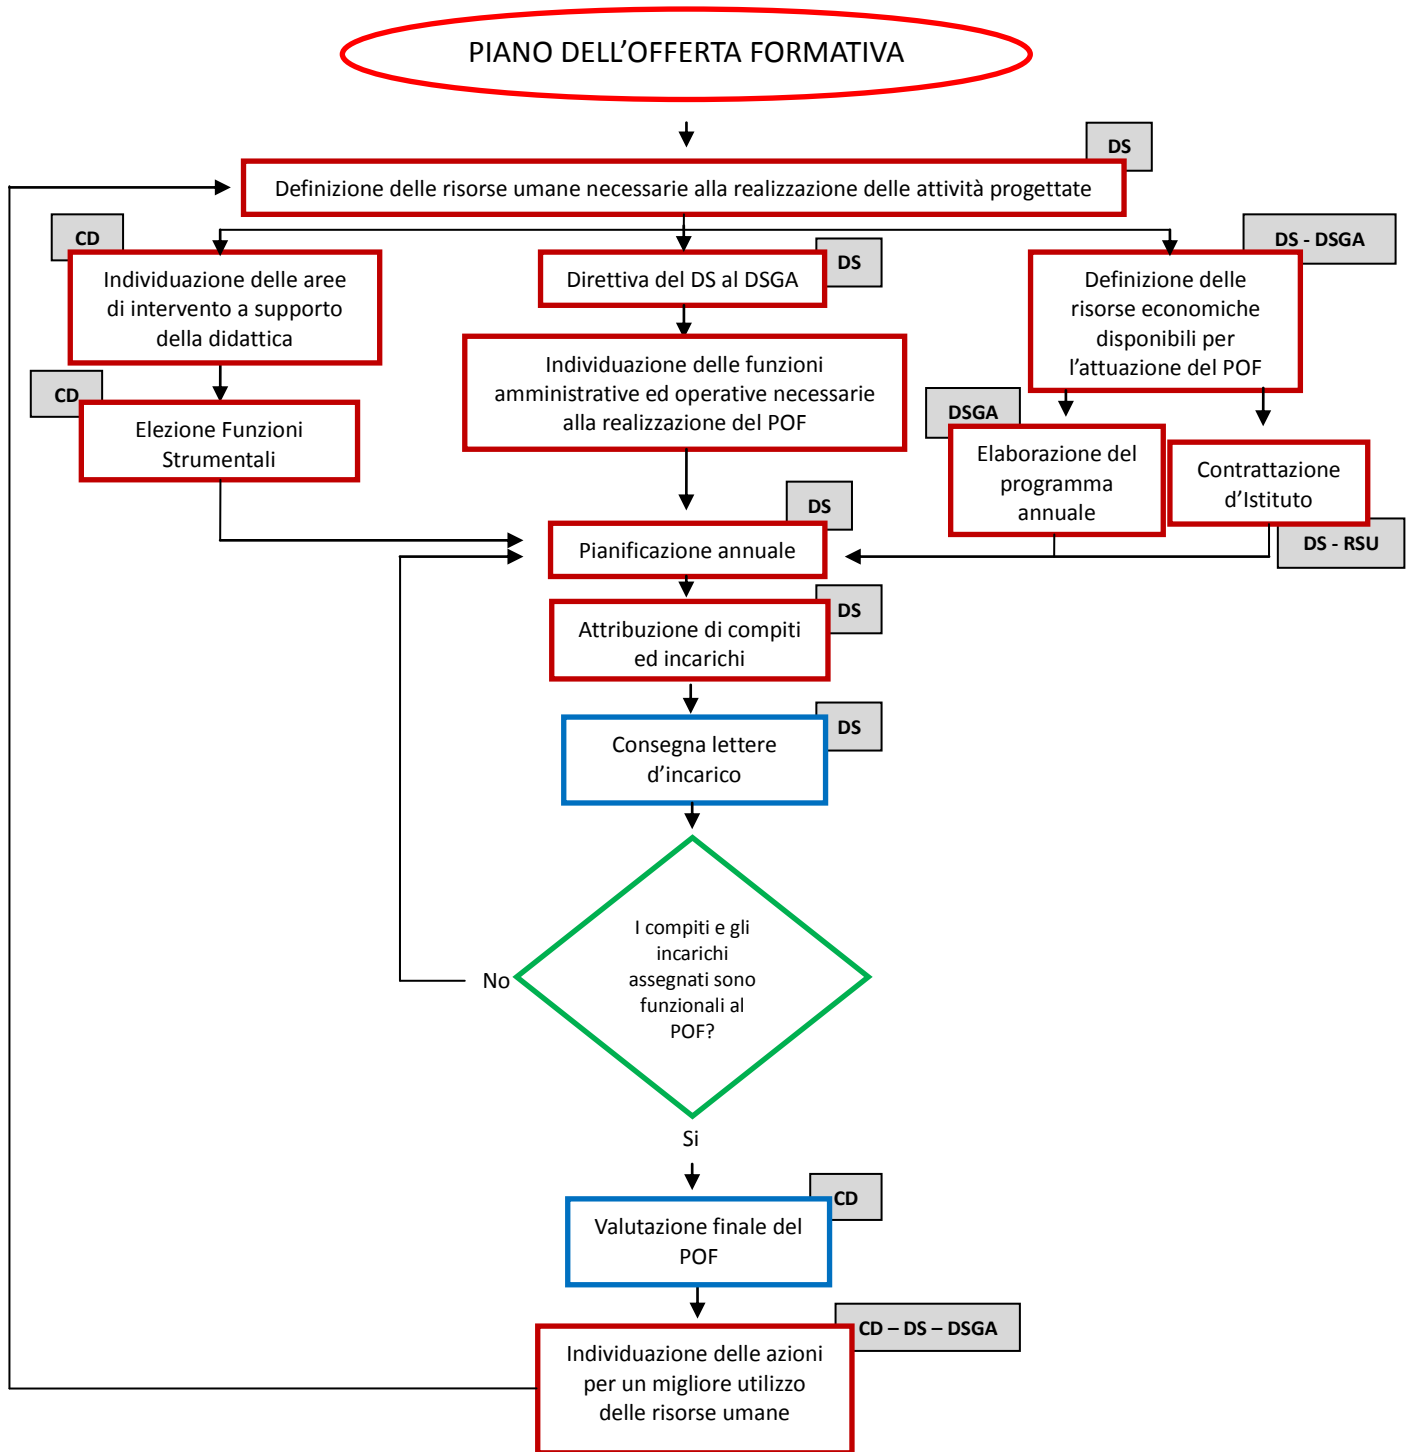 PIANO DELL’OFFERTA FORMATIVA
DS
Definizione delle risorse umane necessarie alla realizzazione delle attività progettate
CD
Individuazione delle aree
di intervento a supporto
della didattica
DS
Direttiva del DS al DSGA
DS - DSGA
Definizione delle
risorse economiche
disponibili per
l’attuazione del POF
CD
Elezione Funzioni
Strumentali
Individuazione delle funzioni
amministrative ed operative necessarie
alla realizzazione del POF
DSGA
Elaborazione del
programma
annuale
Contrattazione
d’Istituto
DS - RSU
DS
Pianificazione annuale
DS
Attribuzione di compiti
ed incarichi
DS
Consegna lettere
d’incarico
I compiti e gli
incarichi
assegnati sono
funzionali al
POF?
No
Si
CD
Valutazione finale del
POF
CD – DS – DSGA
Individuazione delle azioni
per un migliore utilizzo
delle risorse umane